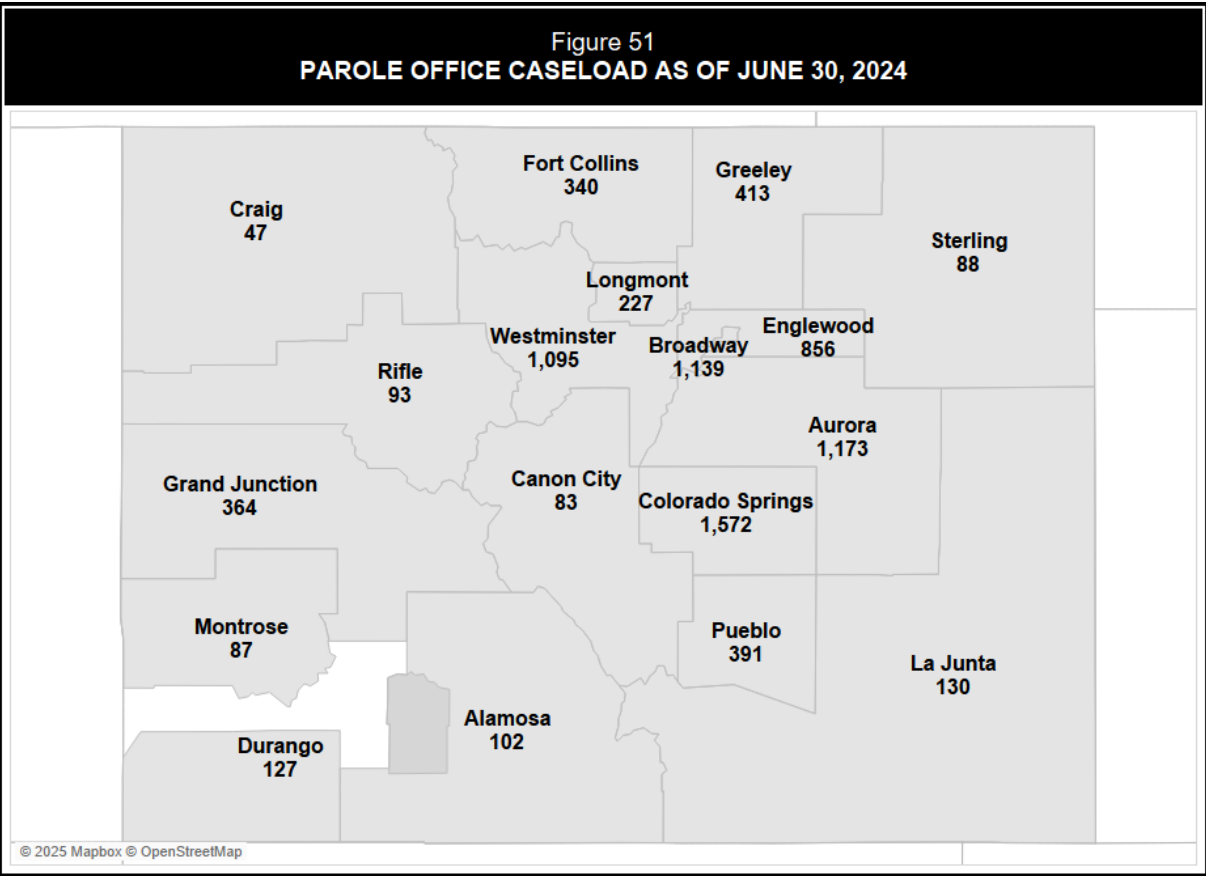 Figure 51
PAROLE OFFICE CASELOAD AS OF JUNE 30, 2024
Fort Collins
340
Greeley
413
Craig
47
Sterling
88
Longmont
227
Englewood
856
Westminster
1,095
Broadway
1,139
Rifle
93
Aurora
1,173
Canon City
83
Grand Junction
364
Colorado Springs
1,572
Montrose
87
Pueblo
391
La Junta
130
Alamosa
102
Durango
127
© 2025 Mapbox © OpenStreetMap